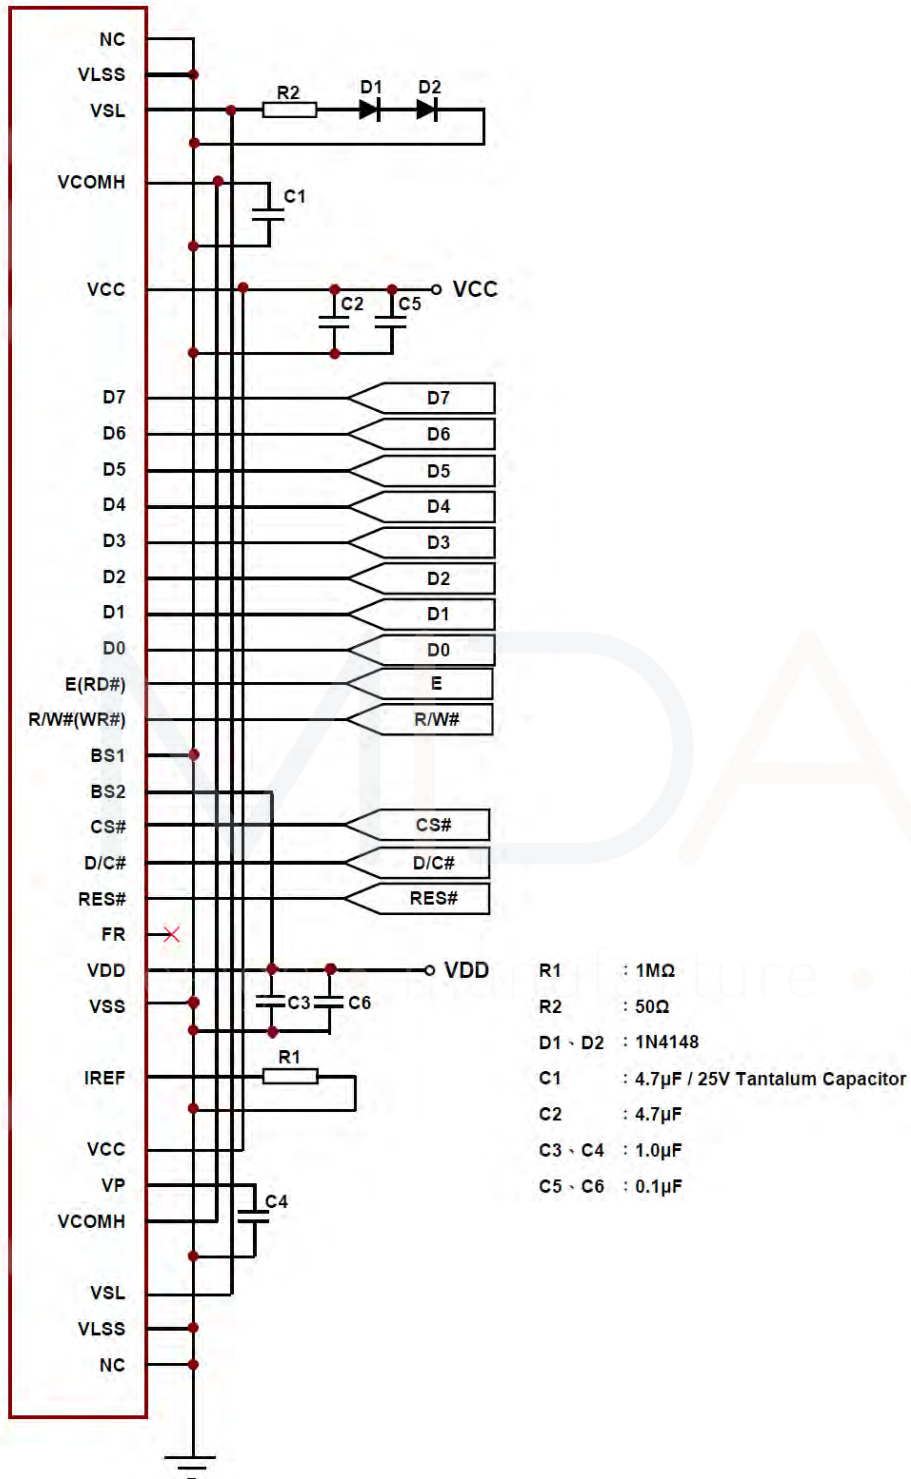 NC
VLSS
VSL R2 D1 D2
VCOMH C1
VCC C2 C5 VCC
D7 D7
D6 D6
D5 D5
D4 D4
D3 D3
D2 D2
D1 D1
D0 D0
E(RD#) E
R/W#(WR#) R/W#
BS1
BS2
CS# CS#
D/C# D/C#
RES# RES#
FR
VDD VDD
VSS C3 C6
IREF R1
VCC
VP C4
VCOMH
VSL
VLSS
NC
R1 : 1MΩ
R2 : 50Ω
D1、D2 : 1N4148
C1 : 4.7µF / 25V Tantalum Capacitor
C2 : 4.7µF
C3、C4 : 1.0µF
C5、C6 : 0.1µF
MDA
manufacture